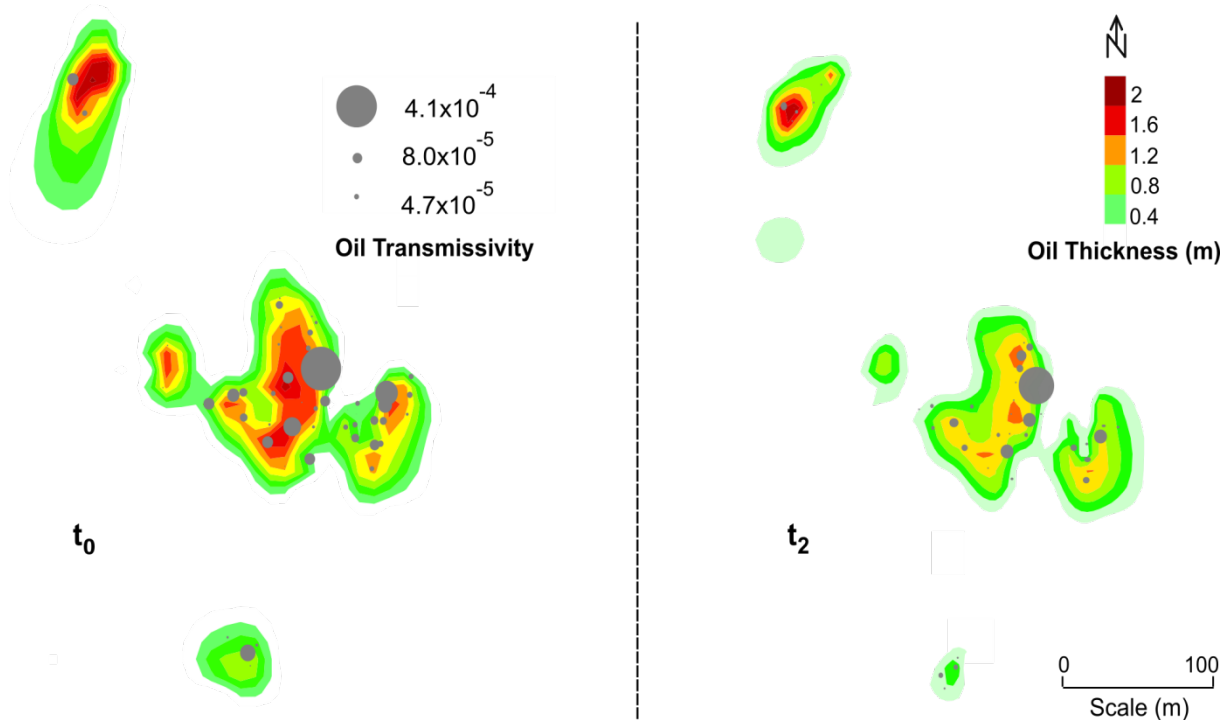 4.1x10⁻⁴
8.0x10⁻⁵
4.7x10⁻⁵
Oil Transmissivity
t₀
N
2
1.6
1.2
0.8
0.4
Oil Thickness (m)
t₂
0 100
Scale (m)